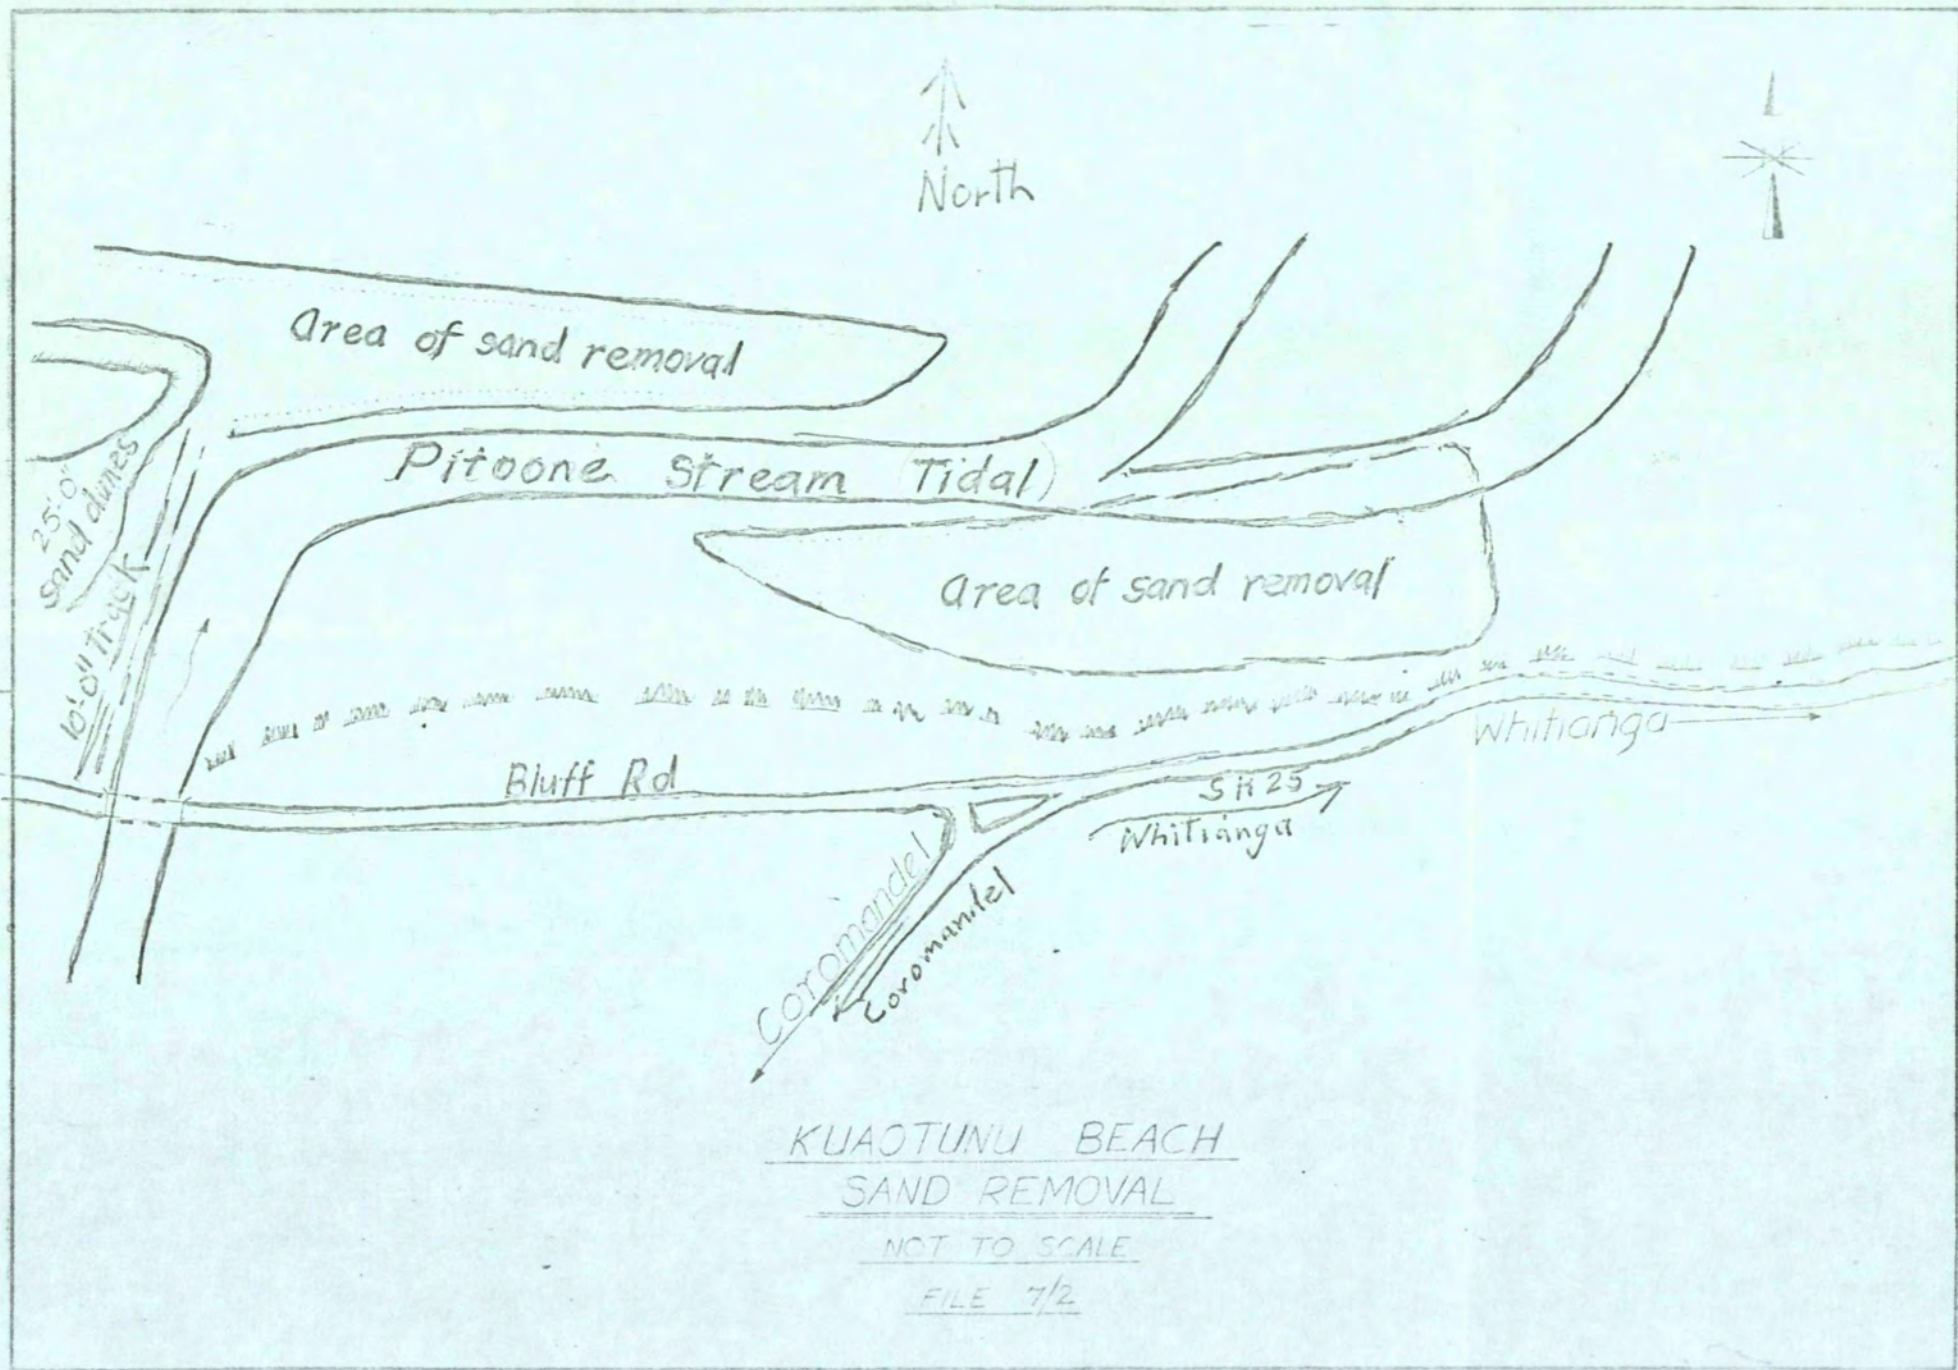 North
Area of sand removal
Pitoone Stream (Tidal)
25'-0"
Sand dunes
10'-0" Track
Area of sand removal
Whitianga
Bluff Rd
SH 25
Whitianga
Coromandel
Coromandel
KUAOTUNU BEACH
SAND REMOVAL
NOT TO SCALE
FILE 7/2